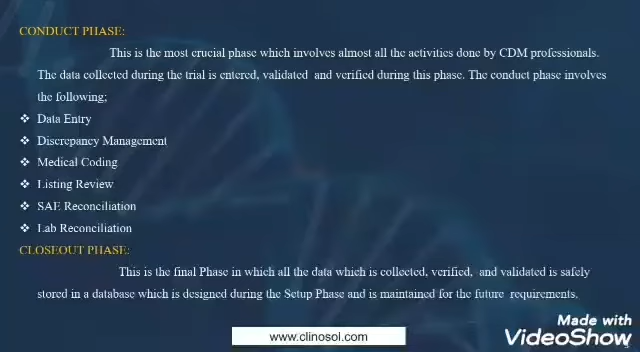 CONDUCT PHASE:
This is the most crucial phase which involves almost all the activities done by CDM professionals.
The data collected during the trial is entered, validated and verified during this phase. The conduct phase involves
the following;
❖ Data Entry
❖ Discrepancy Management
❖ Medical Coding
❖ Listing Review
❖ SAE Reconciliation
❖ Lab Reconciliation
CLOSEOUT PHASE:
This is the final Phase in which all the data which is collected, verified, and validated is safely
stored in a database which is designed during the Setup Phase and is maintained for the future requirements.
Made with
VideoShow
www.clinosol.com